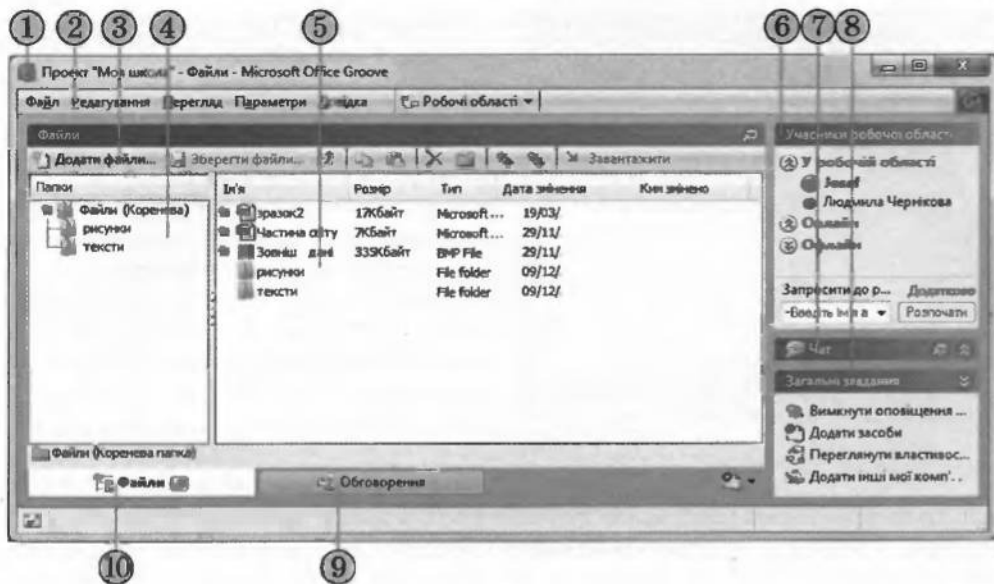 1 2 3 4 5 6 7 8
Проект "Моя школа" - Файли - Microsoft Office Groove
Файл Редагування Перегляд Параметри Довідка Робочі області
Файли
Додати файли... Зберегти файли... Завантажити
Папки
Файли (Коренева)
рисунки
тексти
Ім'я Розмір Тип Дата змінення Ким змінено
зразок2 17Кбайт Microsoft ... 19/03/
Частина світу 7Кбайт Microsoft ... 29/11/
Зовніш дані 335Кбайт BMP File 29/11/
рисунки File folder 09/12/
тексти File folder 09/12/
Файли (Коренева папка)
Файли Обговорення
Учасники робочої області
У робочій області
Josef
Людмила Чернікова
Онлайн
Офлайн
Запросити до р... Додатково
-Введіть ім'я а Розпочати
Чат
Загальні завдання
Вимкнути оповіщення ...
Додати засоби
Переглянути властивос...
Додати інші мої комп'...
10 9